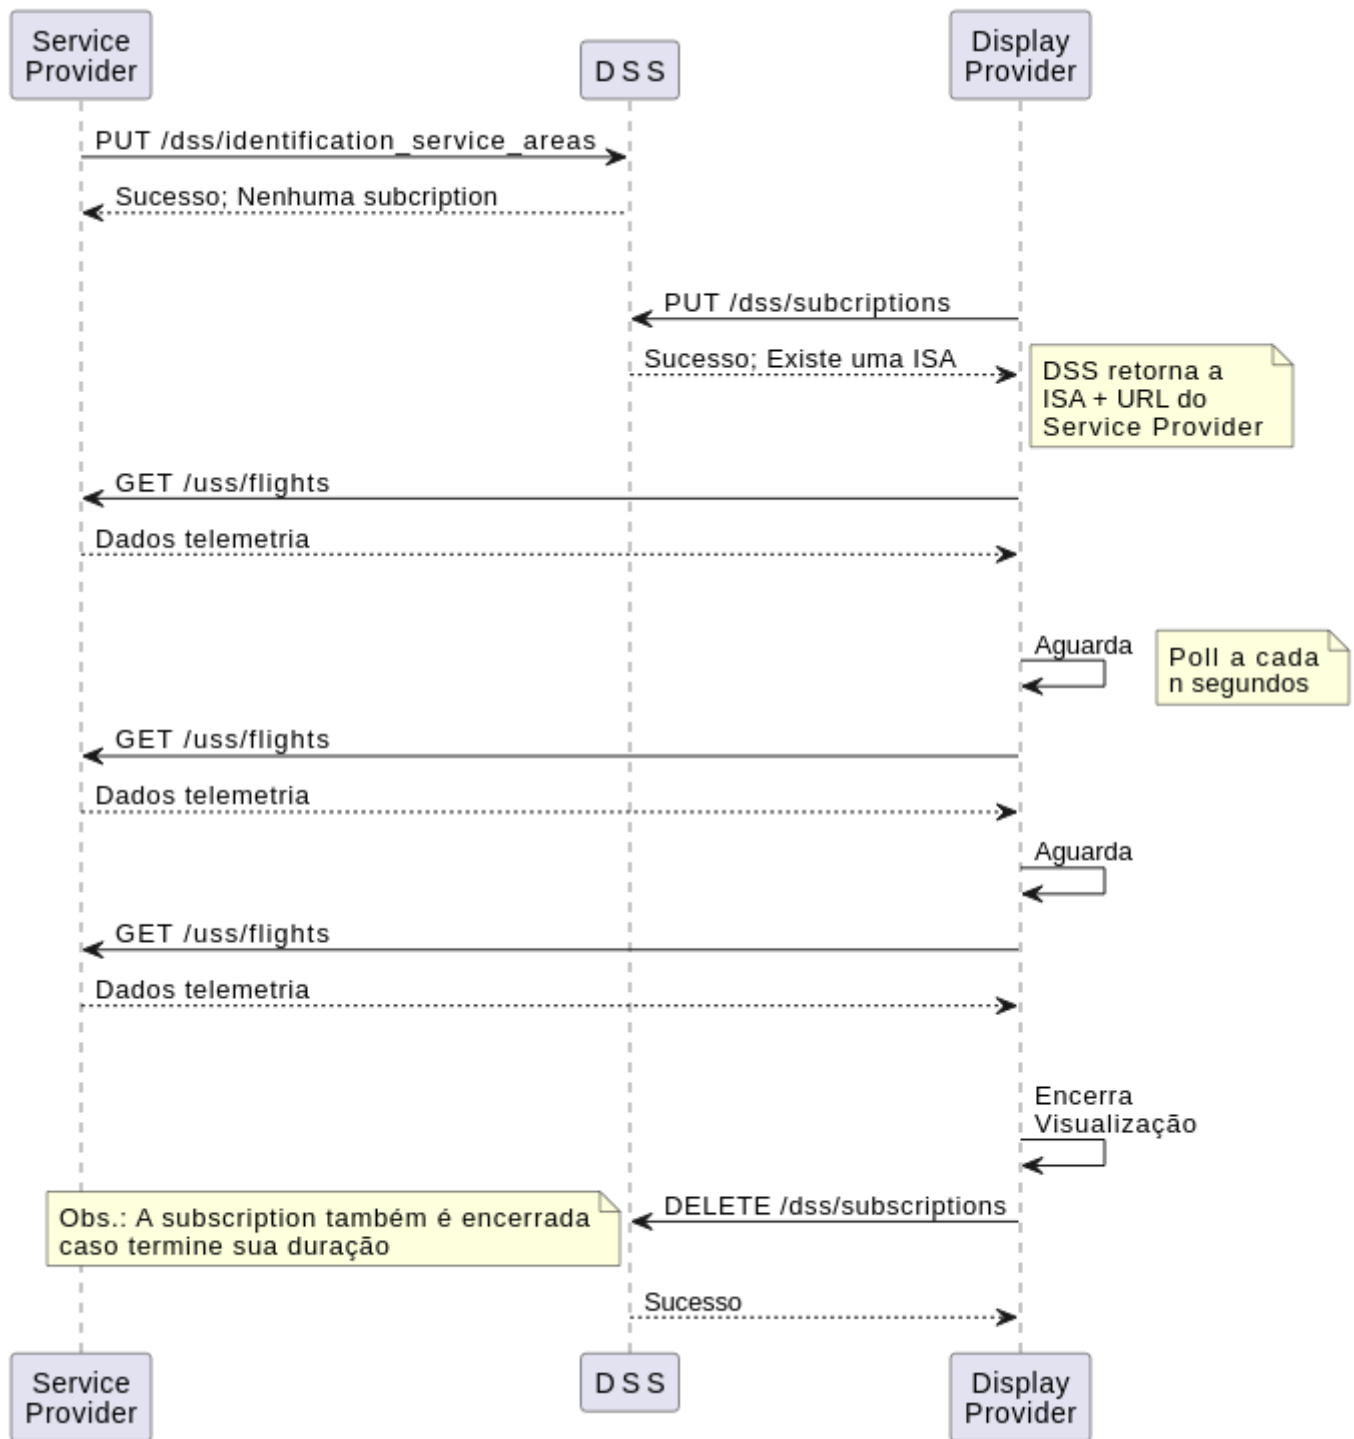 Service
Provider
DSS
Display
Provider
PUT /dss/identification_service_areas
Sucesso; Nenhuma subcription
PUT /dss/subcriptions
Sucesso; Existe uma ISA
DSS retorna a
ISA + URL do
Service Provider
GET /uss/flights
Dados telemetria
Aguarda
Poll a cada
n segundos
GET /uss/flights
Dados telemetria
Aguarda
GET /uss/flights
Dados telemetria
Encerra
Visualização
DELETE /dss/subscriptions
Obs.: A subscription também é encerrada
caso termine sua duração
Sucesso
Service
Provider
DSS
Display
Provider